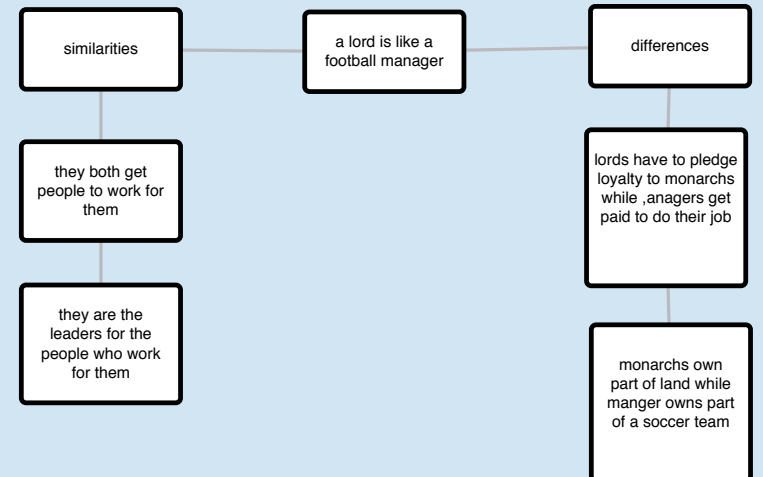 similarities
a lord is like a
football manager
differences
they both get
people to work for
them
they are the
leaders for the
people who work
for them
lords have to pledge
loyalty to monarchs
while ,anagers get
paid to do their job
monarchs own
part of land while
manger owns part
of a soccer team